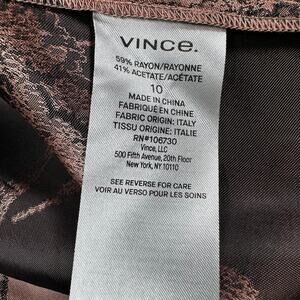 VINCE.
59% RAYON/RAYONNE
41% ACETATE/ACÉTATE
10
MADE IN CHINA
FABRIQUÉ EN CHINE
FABRIC ORIGIN: ITALY
TISSU ORIGINE: ITALIE
RN#106730
Vince, LLC
500 Fifth Avenue, 20th Floor
New York, NY 10110
SEE REVERSE FOR CARE
VOIR AU VERSO POUR LES SOINS